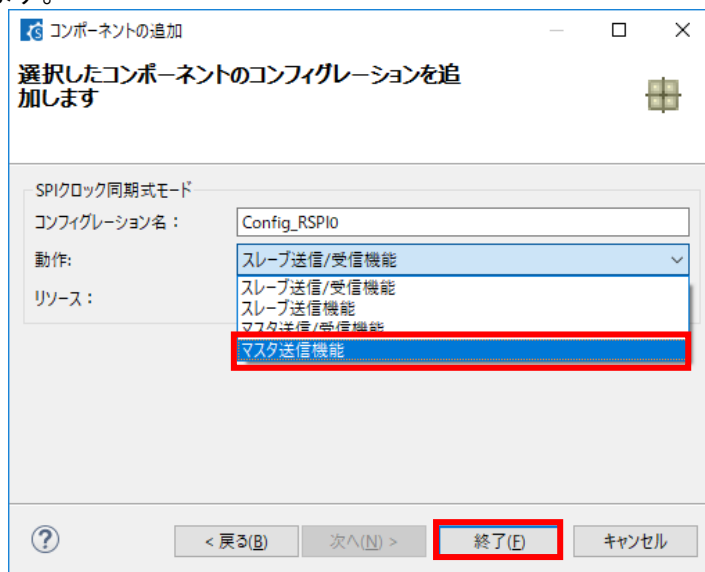 ます。
コンポーネントの追加
選択したコンポーネントのコンフィグレーションを追
加します
SPIクロック同期式モード
コンフィグレーション名： Config_RSPI0
動作: スレーブ送信/受信機能
スレーブ送信/受信機能
リソース：
スレーブ送信機能
マスタ送信/受信機能
マスタ送信機能
< 戻る(B) 次へ(N) > 終了(F) キャンセル